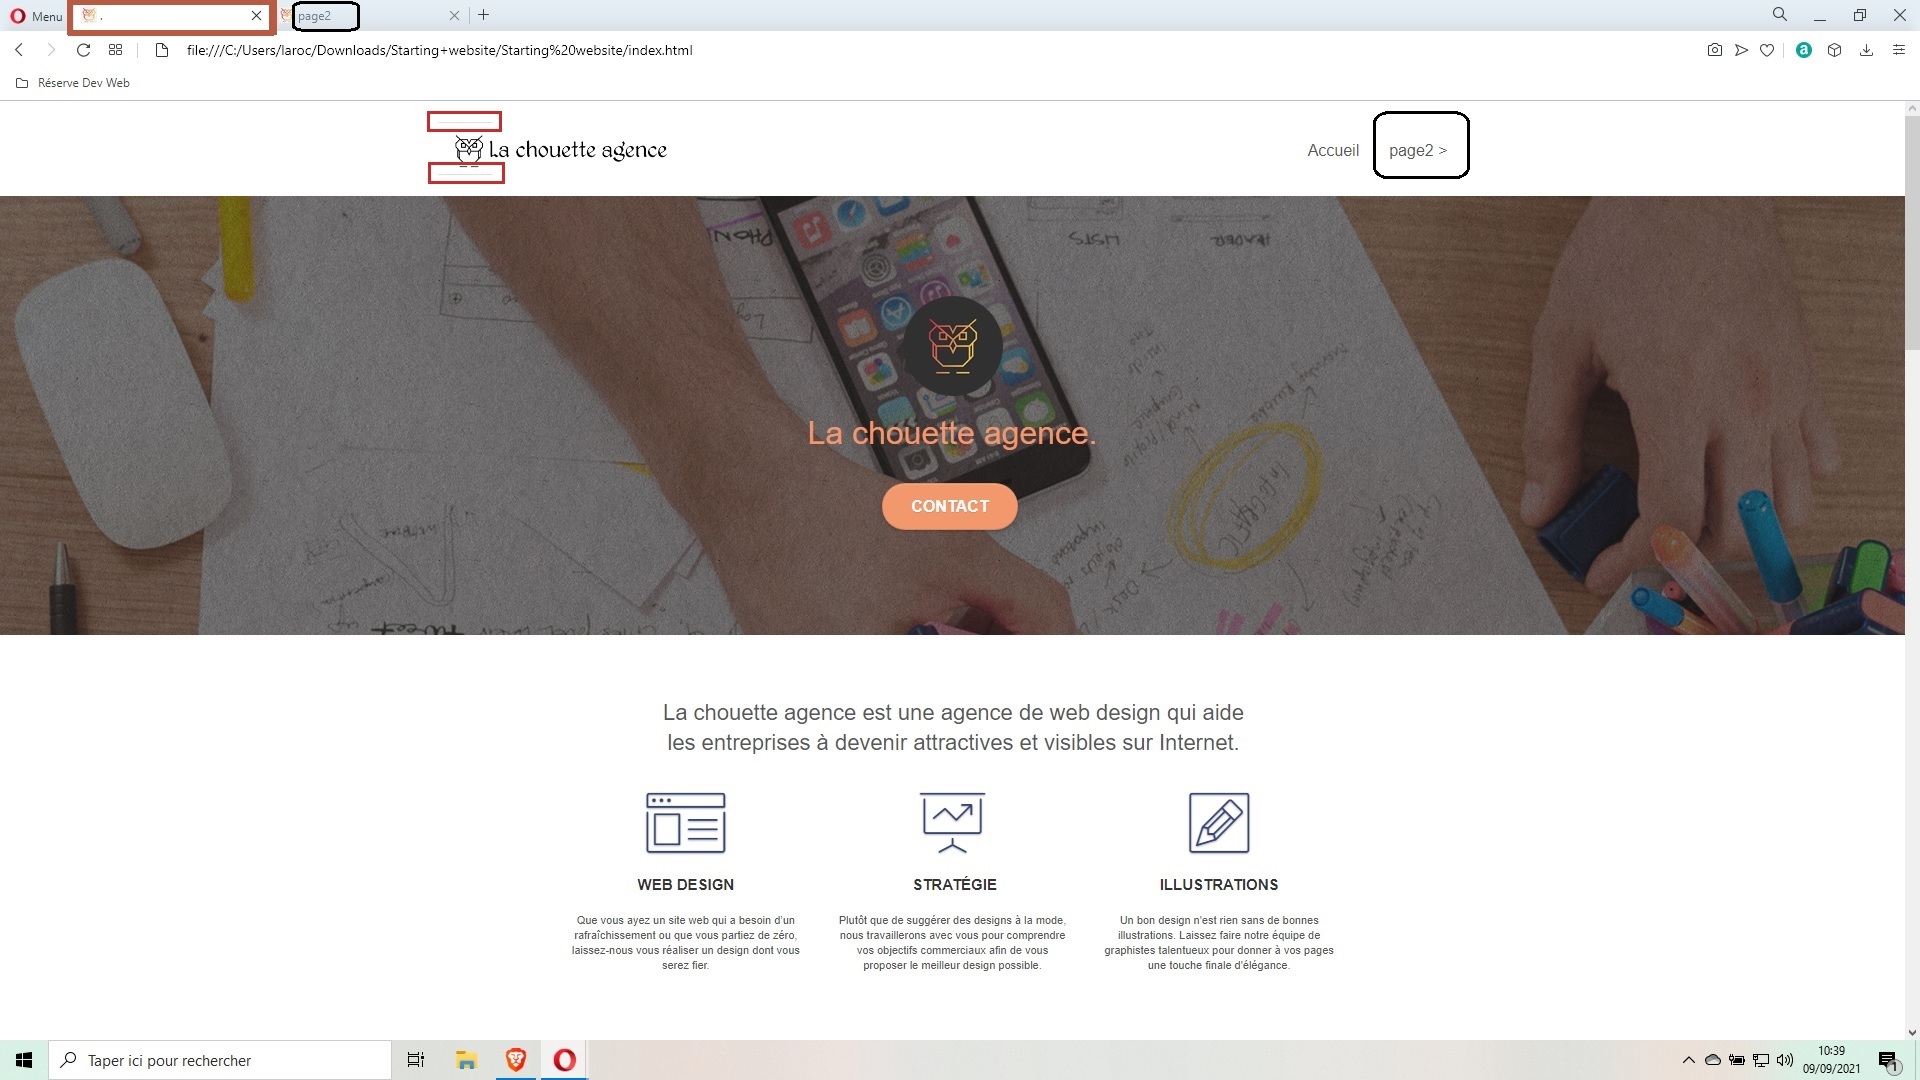 Menu
.
page2
file:///C:/Users/laroc/Downloads/Starting+website/Starting%20website/index.html
a
Réserve Dev Web
La chouette agence
Accueil
page2 >
PHON
LISTS
HEADER
La chouette agence.
CONTACT
La chouette agence est une agence de web design qui aide
les entreprises à devenir attractives et visibles sur Internet.
WEB DESIGN
STRATÉGIE
ILLUSTRATIONS
Que vous ayez un site web qui a besoin d'un
rafraîchissement ou que vous partiez de zéro,
laissez-nous vous réaliser un design dont vous
serez fier.
Plutôt que de suggérer des designs à la mode,
nous travaillerons avec vous pour comprendre
vos objectifs commerciaux afin de vous
proposer le meilleur design possible.
Un bon design n'est rien sans de bonnes
illustrations. Laissez faire notre équipe de
graphistes talentueux pour donner à vos pages
une touche finale d'élégance.
Taper ici pour rechercher
10:39
09/09/2021
1